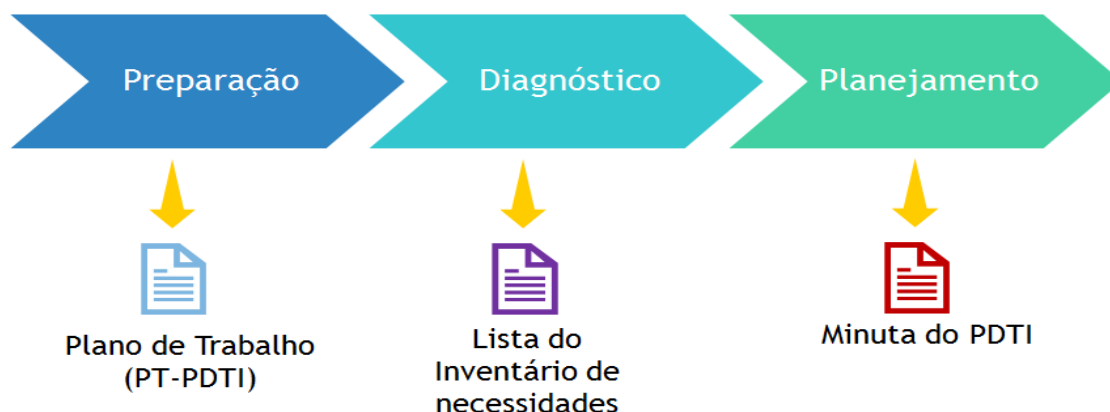 Preparação
Diagnóstico
Planejamento
Plano de Trabalho
(PT-PDTI)
Lista do
Inventário de
necessidades
Minuta do PDTI